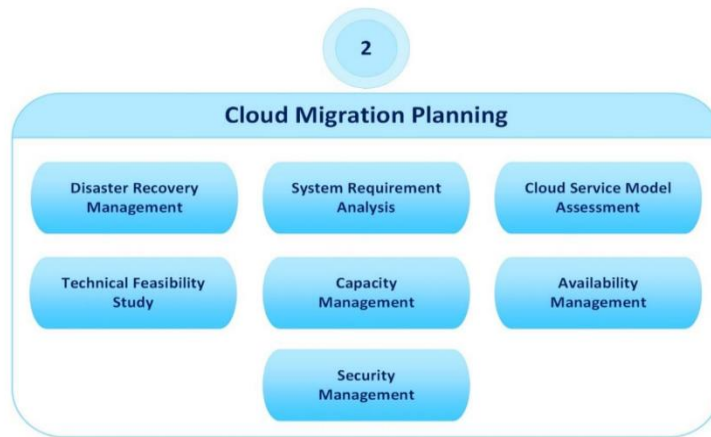 2
Cloud Migration Planning
Disaster Recovery
Management
System Requirement
Analysis
Cloud Service Model
Assessment
Technical Feasibility
Study
Capacity
Management
Availability
Management
Security
Management